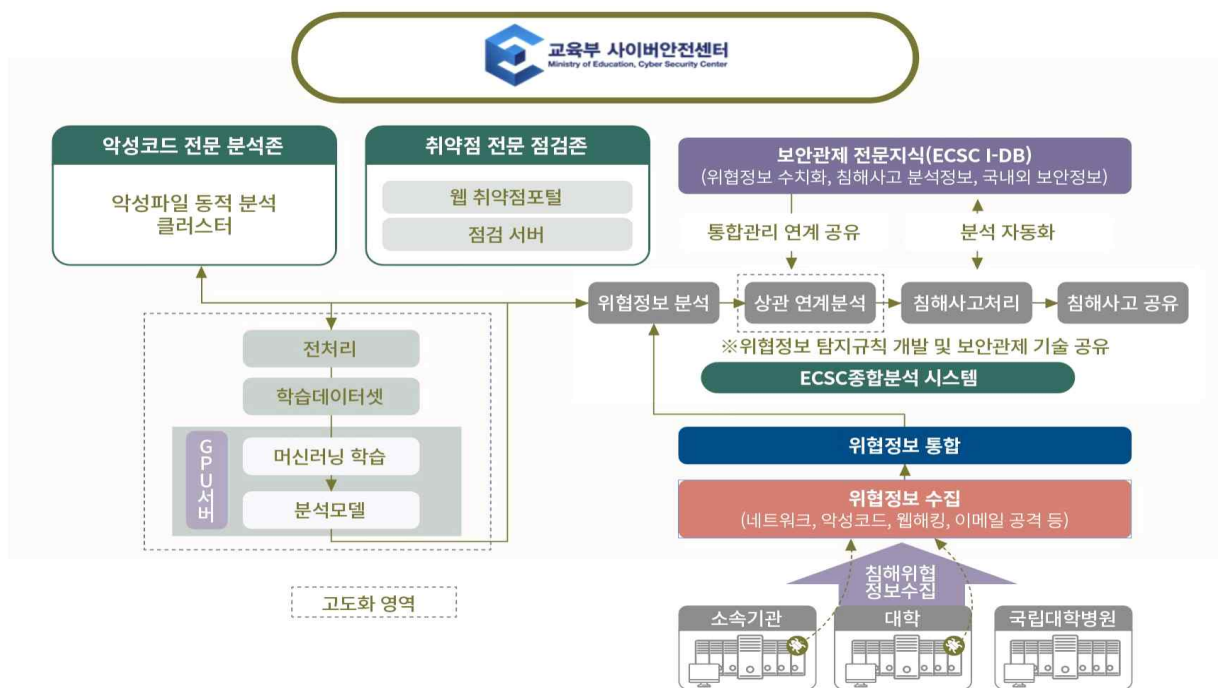 교육부 사이버안전센터
Ministry of Education, Cyber Security Center
악성코드 전문 분석존
악성파일 동적 분석
클러스터
취약점 전문 점검존
웹 취약점포털
점검 서버
보안관제 전문지식(ECSC I-DB)
(위협정보 수치화, 침해사고 분석정보, 국내외 보안정보)
통합관리 연계 공유
분석 자동화
위협정보 분석
상관 연계분석
침해사고처리
침해사고 공유
※위협정보 탐지규칙 개발 및 보안관제 기술 공유
ECSC종합분석 시스템
전처리
학습데이터셋
GPU서버
머신러닝 학습
분석모델
고도화 영역
위협정보 통합
위협정보 수집
(네트워크, 악성코드, 웹해킹, 이메일 공격 등)
침해위협
정보수집
소속기관
대학
국립대학병원